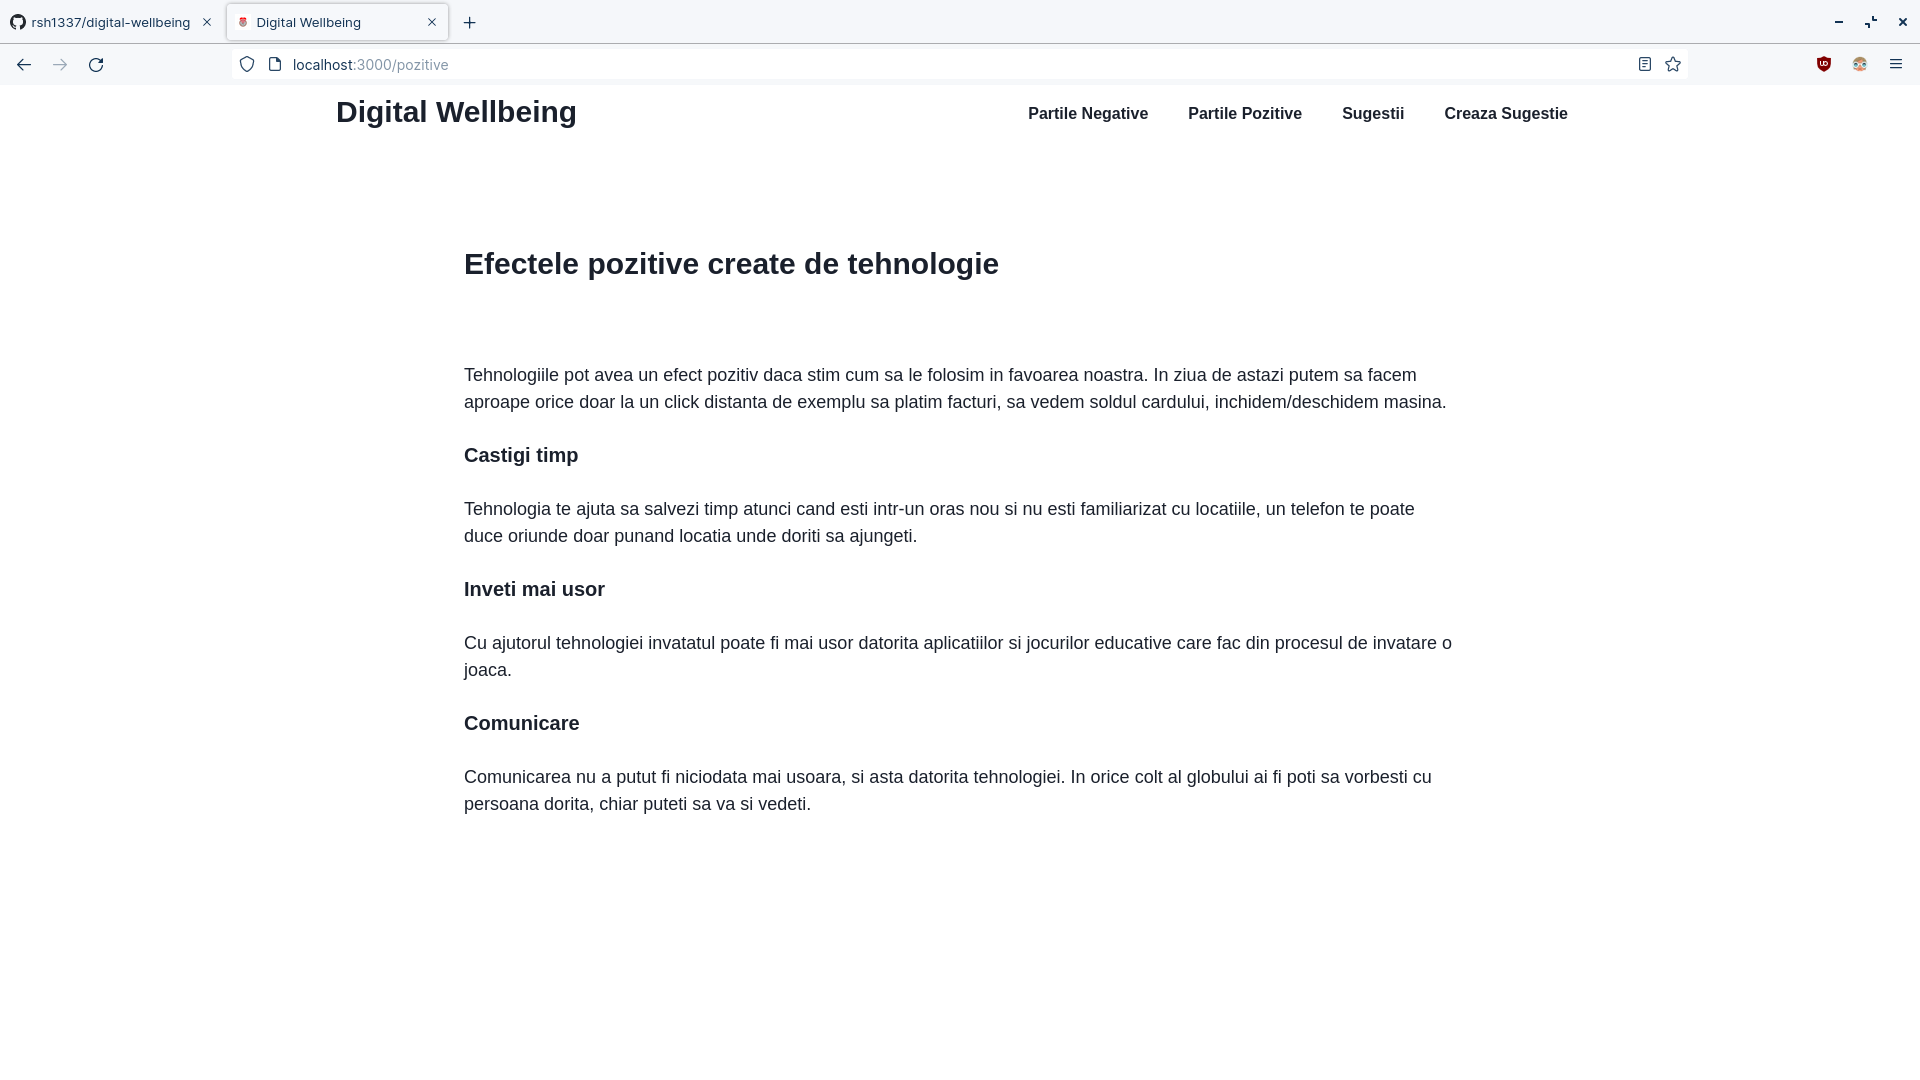 rsh1337/digital-wellbeing
Digital Wellbeing
localhost:3000/pozitive
Digital Wellbeing
Partile Negative
Partile Pozitive
Sugestii
Creaza Sugestie
Efectele pozitive create de tehnologie
Tehnologiile pot avea un efect pozitiv daca stim cum sa le folosim in favoarea noastra. In ziua de astazi putem sa facem
aproape orice doar la un click distanta de exemplu sa platim facturi, sa vedem soldul cardului, inchidem/deschidem masina.
Castigi timp
Tehnologia te ajuta sa salvezi timp atunci cand esti intr-un oras nou si nu esti familiarizat cu locatiile, un telefon te poate
duce oriunde doar punand locatia unde doriti sa ajungeti.
Inveti mai usor
Cu ajutorul tehnologiei invatatul poate fi mai usor datorita aplicatiilor si jocurilor educative care fac din procesul de invatare o
joaca.
Comunicare
Comunicarea nu a putut fi niciodata mai usoara, si asta datorita tehnologiei. In orice colt al globului ai fi poti sa vorbesti cu
persoana dorita, chiar puteti sa va si vedeti.